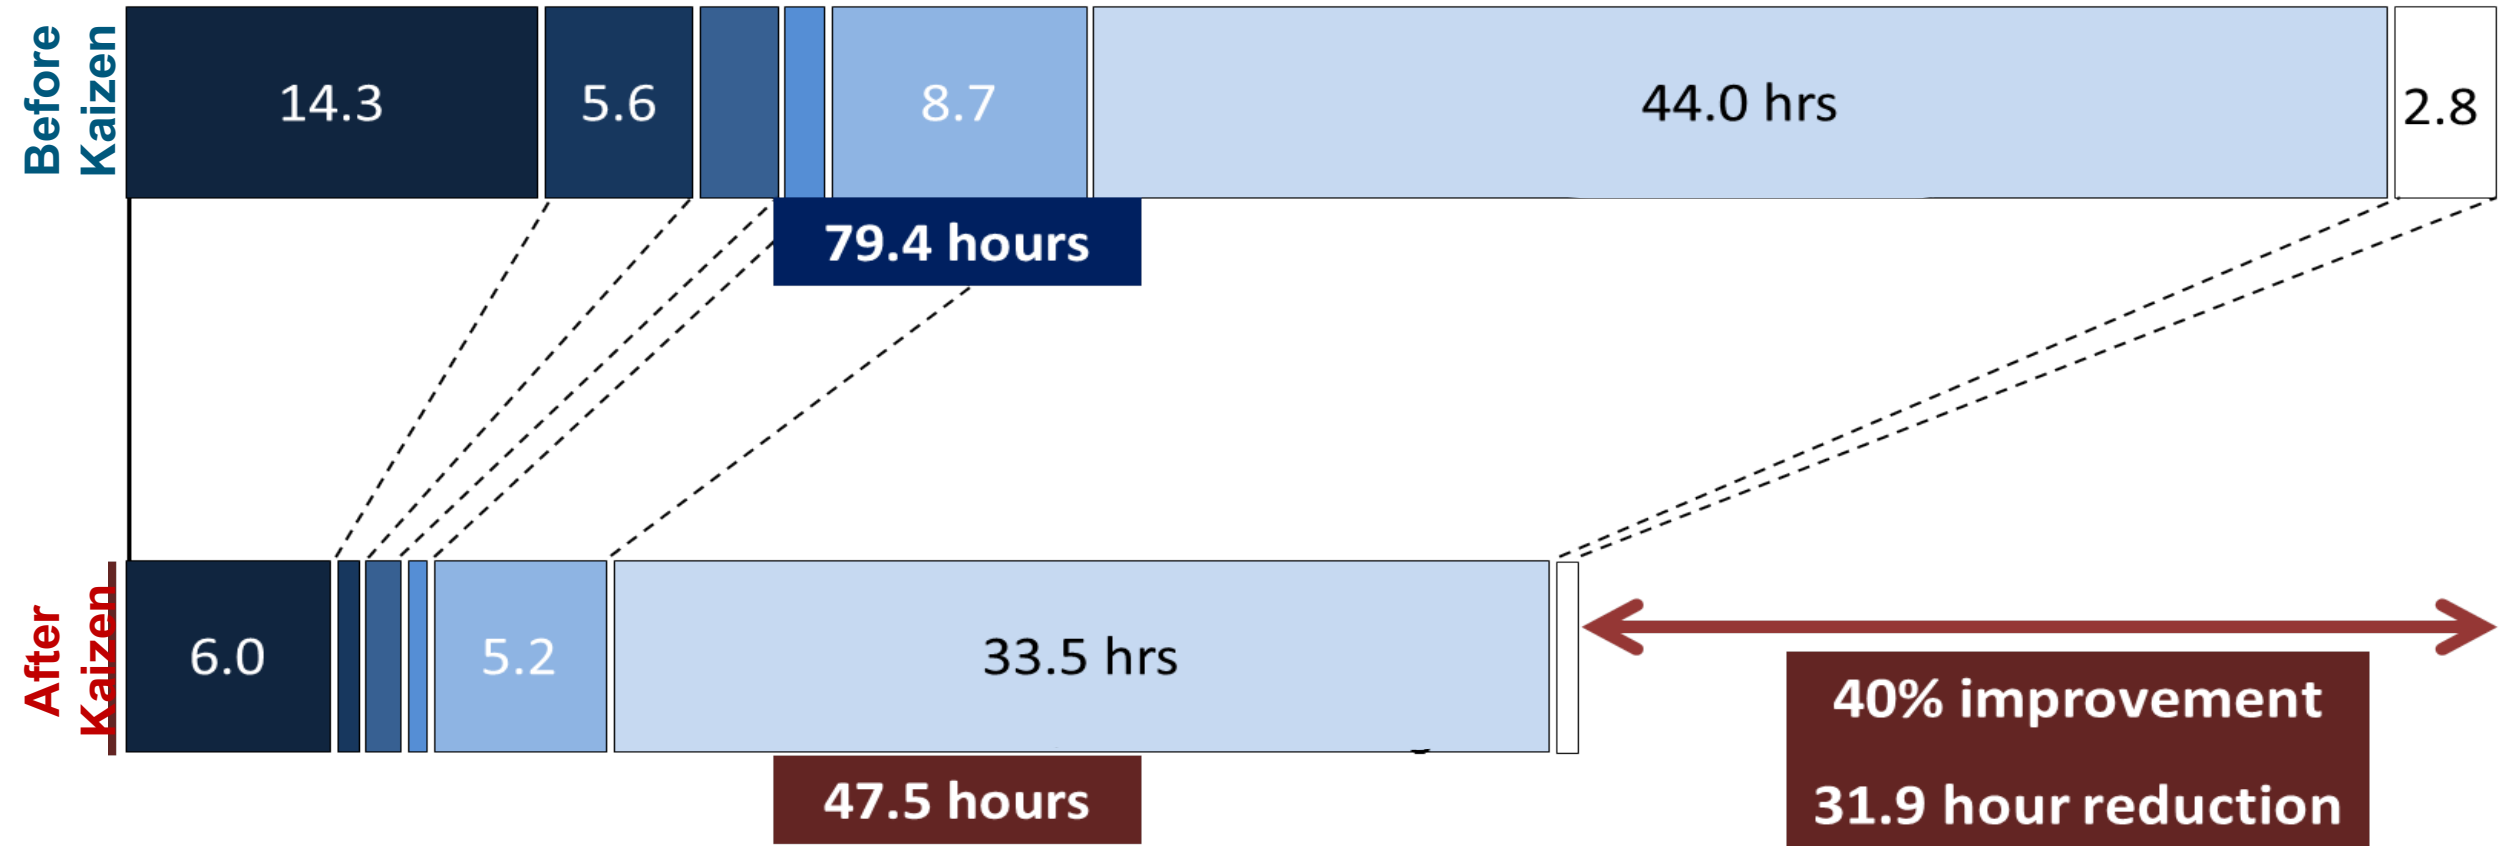 Before
Kaizen
14.3
5.6
8.7
44.0 hrs
2.8
79.4 hours
After
Kaizen
6.0
5.2
33.5 hrs
40% improvement
31.9 hour reduction
47.5 hours